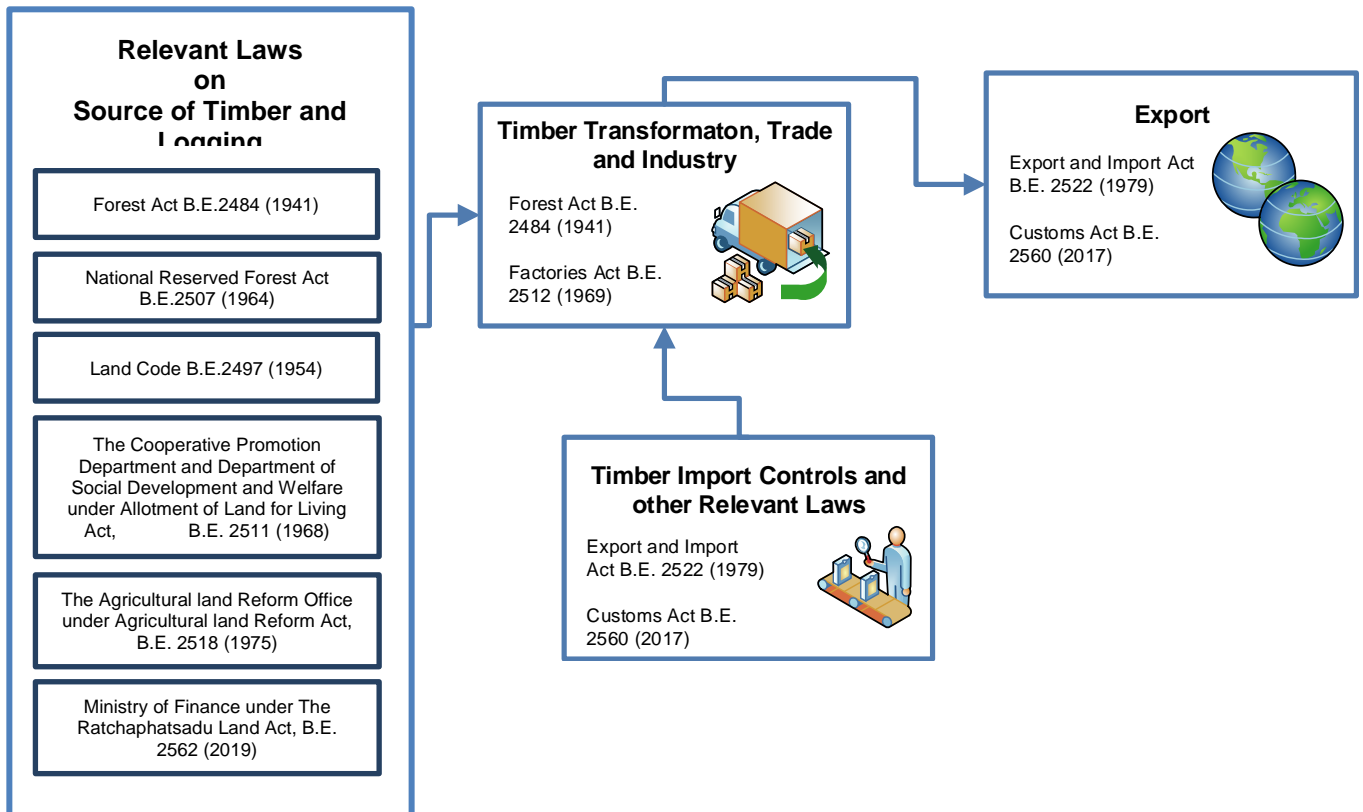 Relevant Laws
on
Source of Timber and
Logging
Forest Act B.E.2484 (1941)
National Reserved Forest Act
B.E.2507 (1964)
Land Code B.E.2497 (1954)
The Cooperative Promotion
Department and Department of
Social Development and Welfare
under Allotment of Land for Living
Act, B.E. 2511 (1968)
The Agricultural land Reform Office
under Agricultural land Reform Act,
B.E. 2518 (1975)
Ministry of Finance under The
Ratchaphatsadu Land Act, B.E.
2562 (2019)
Timber Transformaton, Trade
and Industry
Forest Act B.E.
2484 (1941)
Factories Act B.E.
2512 (1969)
Timber Import Controls and
other Relevant Laws
Export and Import
Act B.E. 2522 (1979)
Customs Act B.E.
2560 (2017)
Export
Export and Import Act
B.E. 2522 (1979)
Customs Act B.E.
2560 (2017)